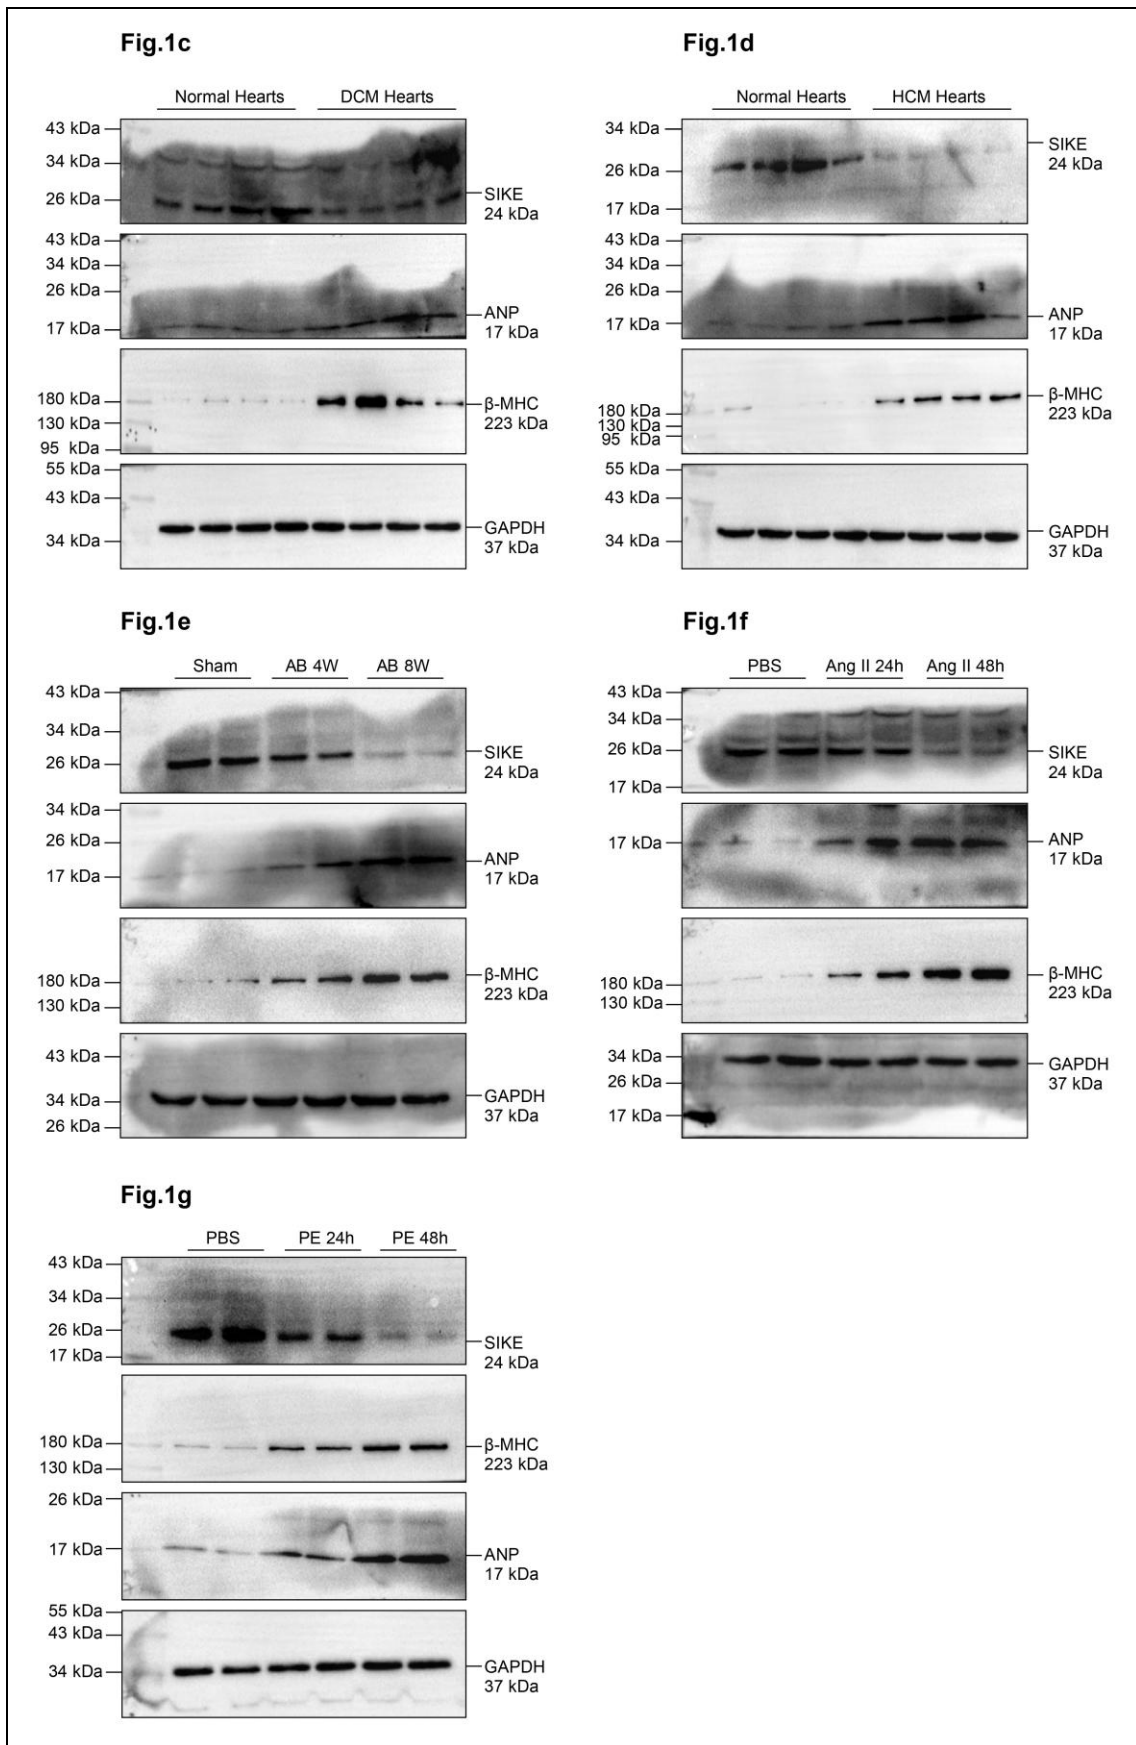 Fig.1c
Normal Hearts DCM Hearts
43 kDa
34 kDa
26 kDa
SIKE
24 kDa
43 kDa
34 kDa
26 kDa
17 kDa
ANP
17 kDa
180 kDa
130 kDa
95 kDa
β-MHC
223 kDa
55 kDa
43 kDa
34 kDa
GAPDH
37 kDa
Fig.1d
Normal Hearts HCM Hearts
34 kDa
26 kDa
17 kDa
SIKE
24 kDa
43 kDa
34 kDa
26 kDa
17 kDa
ANP
17 kDa
180 kDa
130 kDa
95 kDa
β-MHC
223 kDa
55 kDa
43 kDa
34 kDa
GAPDH
37 kDa
Fig.1e
Sham AB 4W AB 8W
43 kDa
34 kDa
26 kDa
SIKE
24 kDa
34 kDa
26 kDa
17 kDa
ANP
17 kDa
180 kDa
130 kDa
β-MHC
223 kDa
43 kDa
34 kDa
26 kDa
GAPDH
37 kDa
Fig.1f
PBS Ang II 24h Ang II 48h
43 kDa
34 kDa
26 kDa
17 kDa
SIKE
24 kDa
17 kDa
ANP
17 kDa
180 kDa
130 kDa
β-MHC
223 kDa
34 kDa
26 kDa
17 kDa
GAPDH
37 kDa
Fig.1g
PBS PE 24h PE 48h
43 kDa
34 kDa
26 kDa
17 kDa
SIKE
24 kDa
180 kDa
130 kDa
β-MHC
223 kDa
26 kDa
17 kDa
ANP
17 kDa
55 kDa
43 kDa
34 kDa
GAPDH
37 kDa